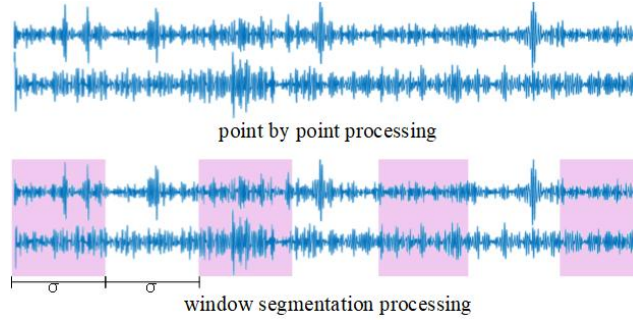 point by point processing
σ σ
window segmentation processing